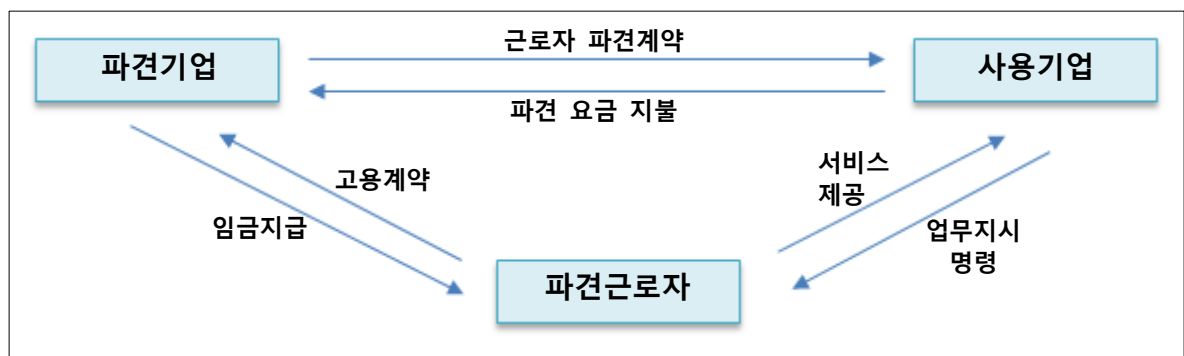 근로자 파견계약
파견기업
사용기업
파견 요금 지불
고용계약
임금지급
서비스
제공
업무지시
명령
파견근로자